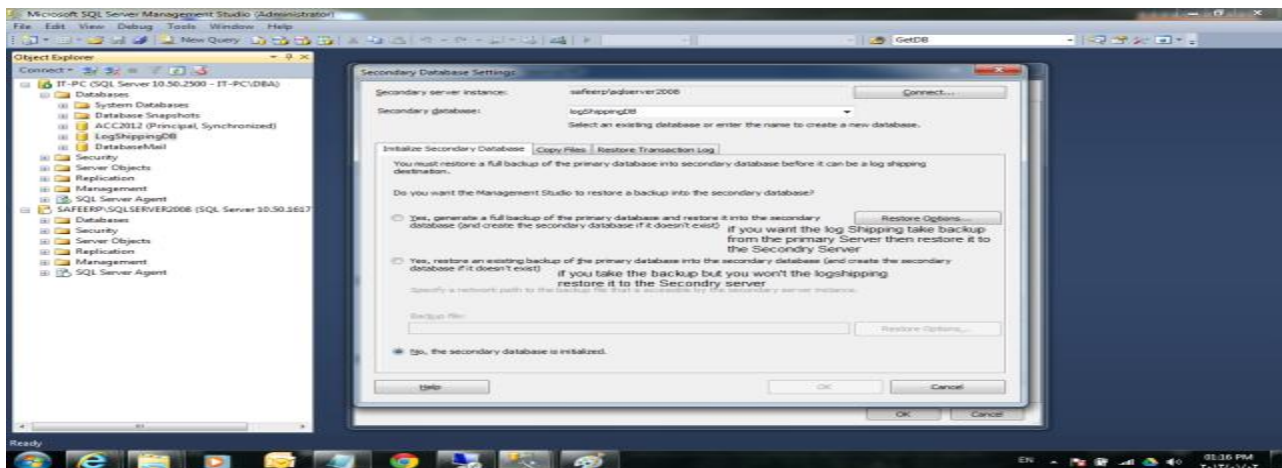 Microsoft SQL Server Management Studio (Administrator)
File Edit View Debug Tools Window Help
New Query
GetDB
Object Explorer
Connect
IT-PC (SQL Server 10.50.2500 - IT-PC\DBA)
Databases
System Databases
Database Snapshots
ACC2012 (Principal, Synchronized)
LogShippingDB
DatabaseMail
Security
Server Objects
Replication
Management
SQL Server Agent
SAFEERP\SQLSERVER2008 (SQL Server 10.50.1617
Databases
Security
Server Objects
Replication
Management
SQL Server Agent
Secondary Database Settings
Secondary server instance: safeerp\sqlserver2008 Connect...
Secondary database: logShippingDB
Select an existing database or enter the name to create a new database.
Initialize Secondary Database Copy Files Restore Transaction Log
You must restore a full backup of the primary database into secondary database before it can be a log shipping
destination.
Do you want the Management Studio to restore a backup into the secondary database?
Yes, generate a full backup of the primary database and restore it into the secondary
database (and create the secondary database if it doesn't exist)
Restore Options...
if you want the log Shipping take backup
from the primary Server then restore it to
the Secondry Server
Yes, restore an existing backup of the primary database into the secondary database (and create the secondary
database if it doesn't exist)
if you take the backup but you won't the logshipping
restore it to the Secondry server
Specify a network path to the backup file that is accessible by the secondary server instance.
Backup file:
Restore Options...
No, the secondary database is initialized.
Help OK Cancel
OK Cancel
Ready
EN
01:16 PM